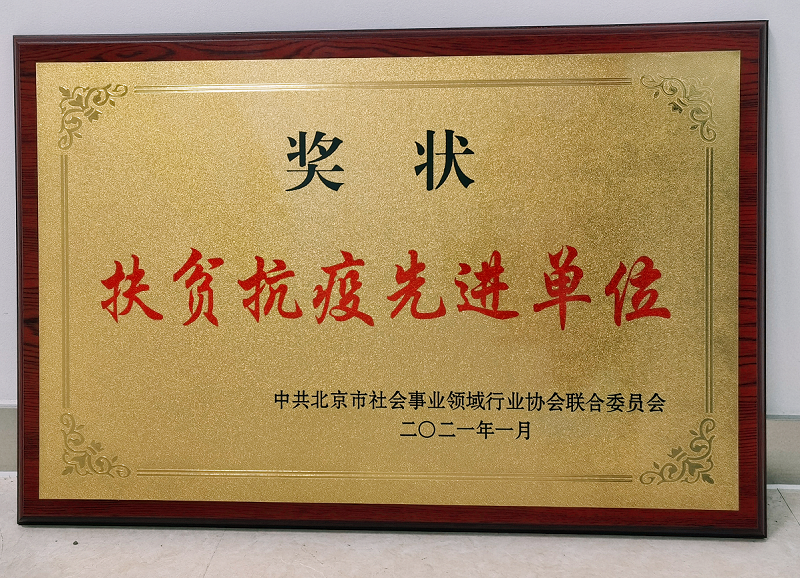 奖 状
扶贫抗疫先进单位
中共北京市社会事业领域行业协会联合委员会
二〇二一年一月